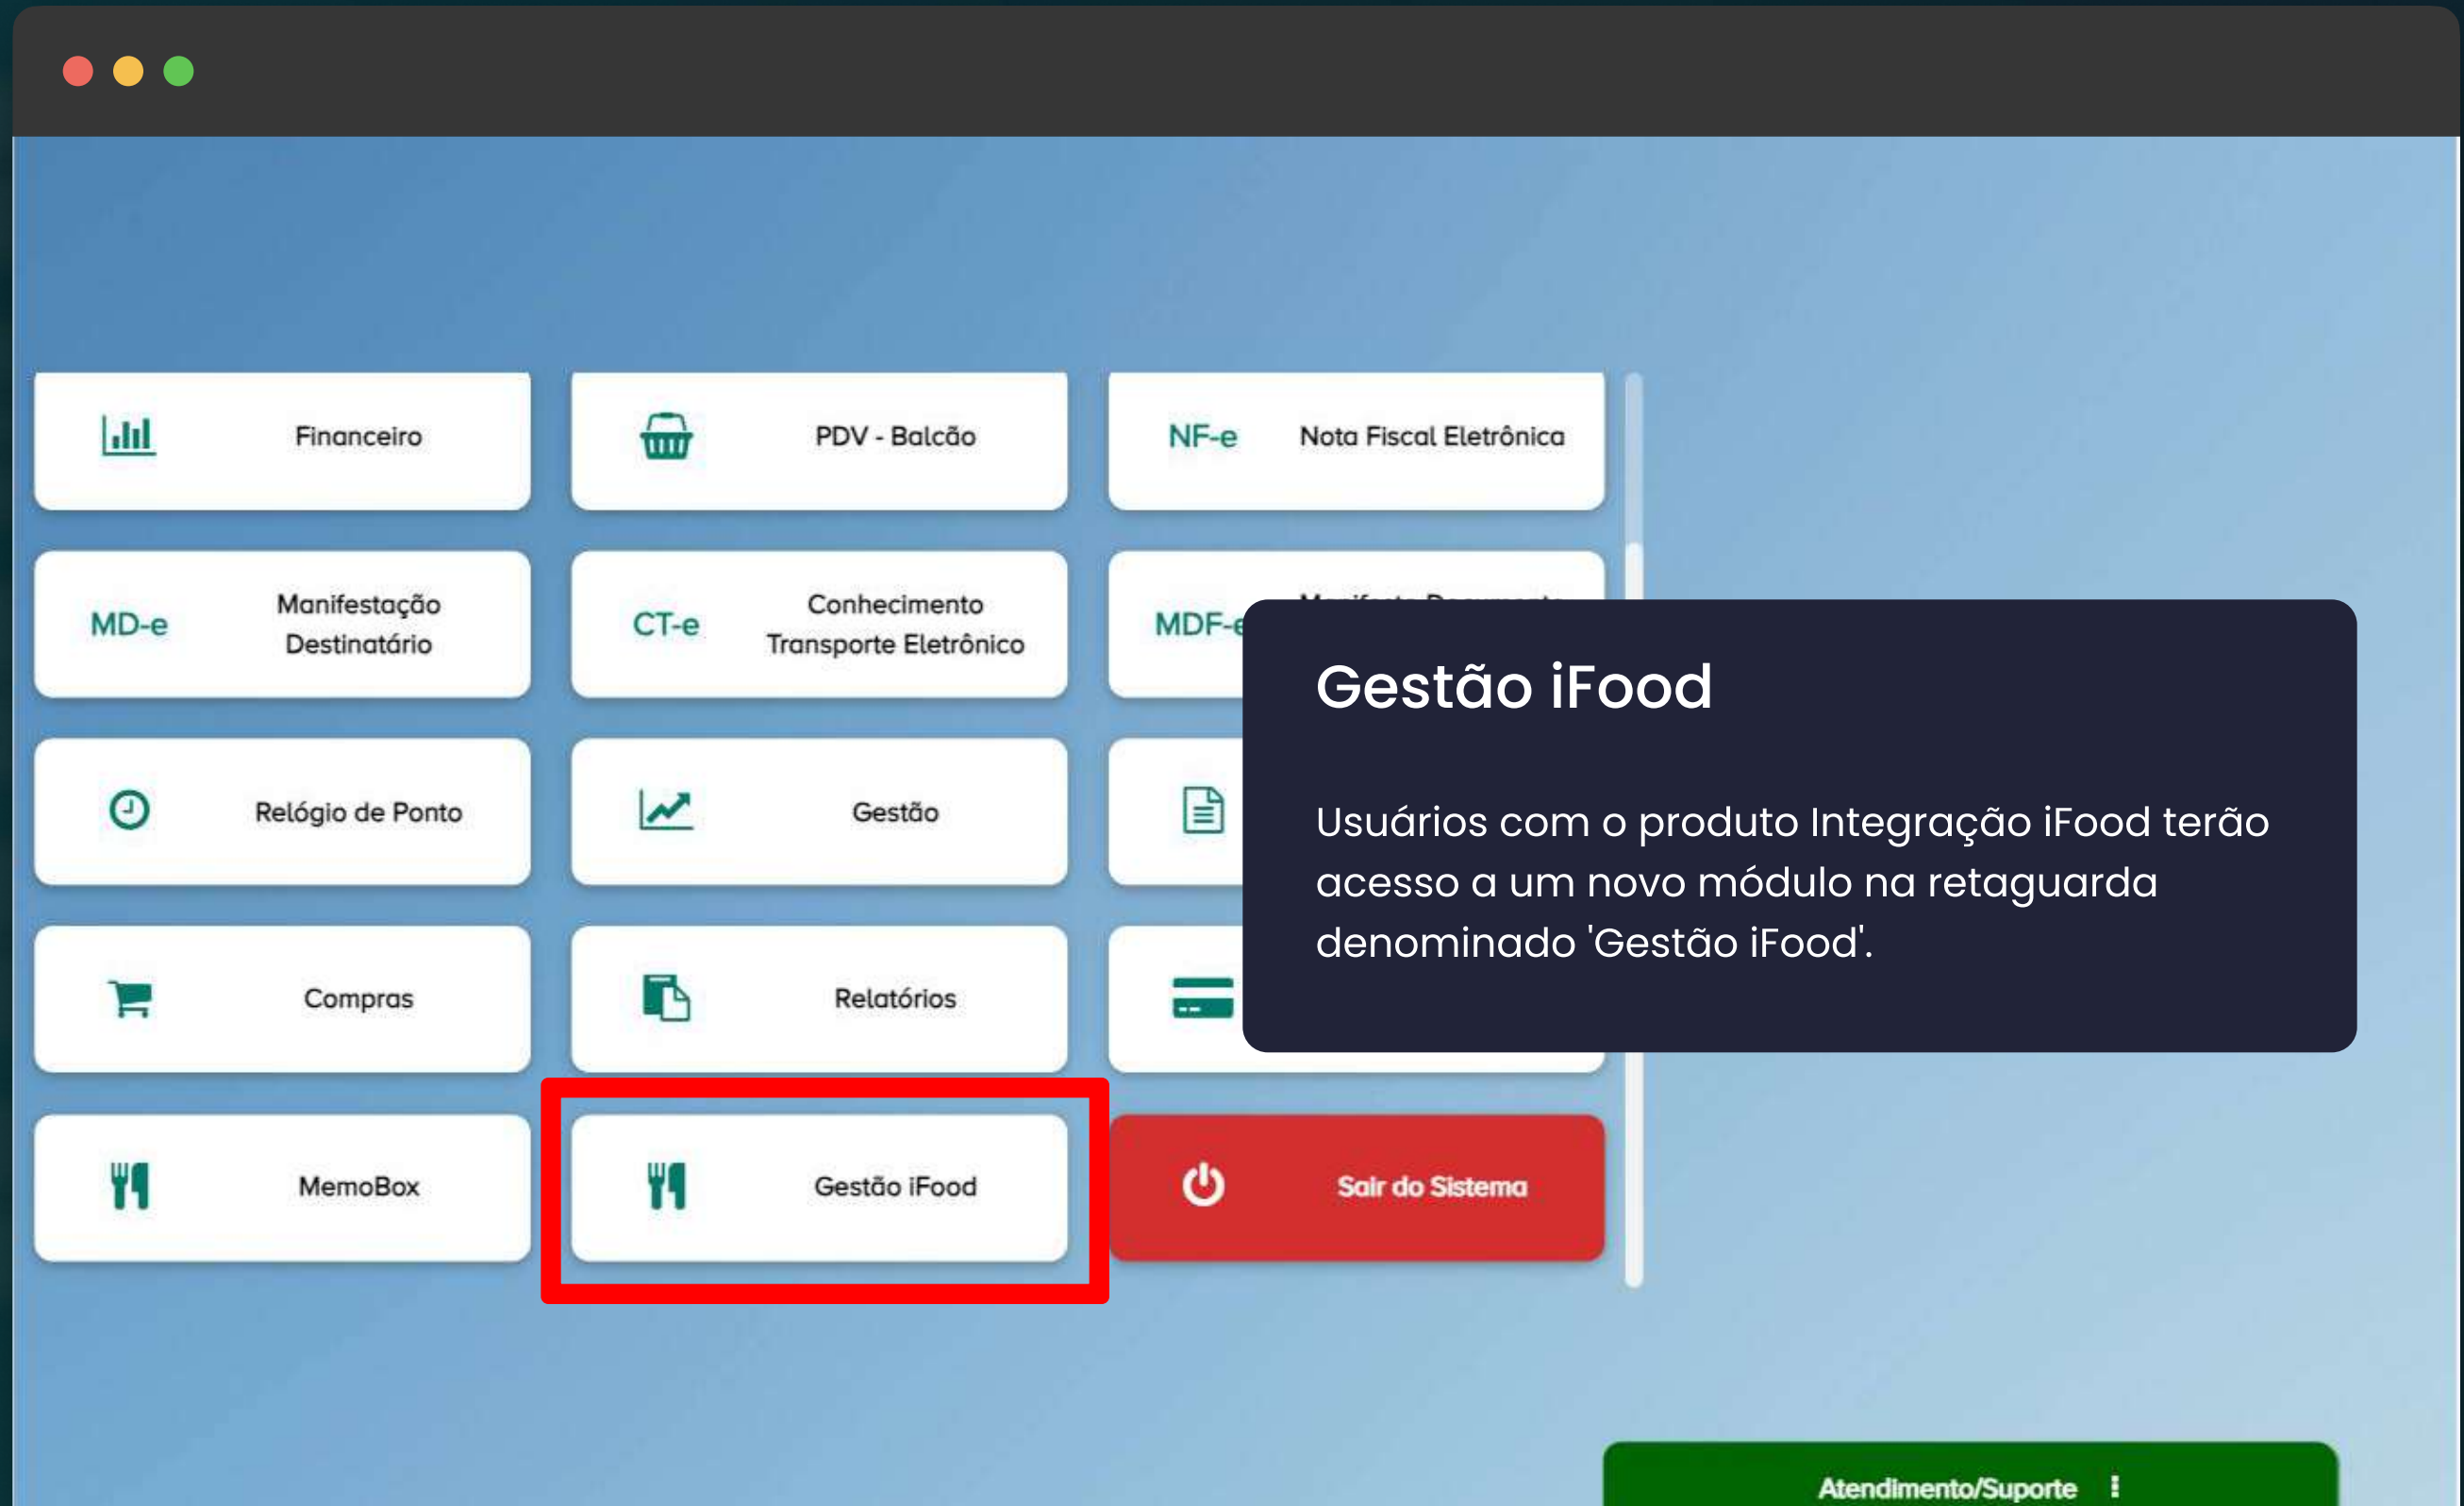 Financeiro
PDV - Balcão
NF-e
Nota Fiscal Eletrônica
MD-e
Manifestação
Destinatário
CT-e
Conhecimento
Transporte Eletrônico
MDF-e
Gestão iFood
Usuários com o produto Integração iFood terão
acesso a um novo módulo na retaguarda
denominado 'Gestão iFood'.
Relógio de Ponto
Gestão
Compras
Relatórios
MemoBox
Gestão iFood
Sair do Sistema
Atendimento/Suporte